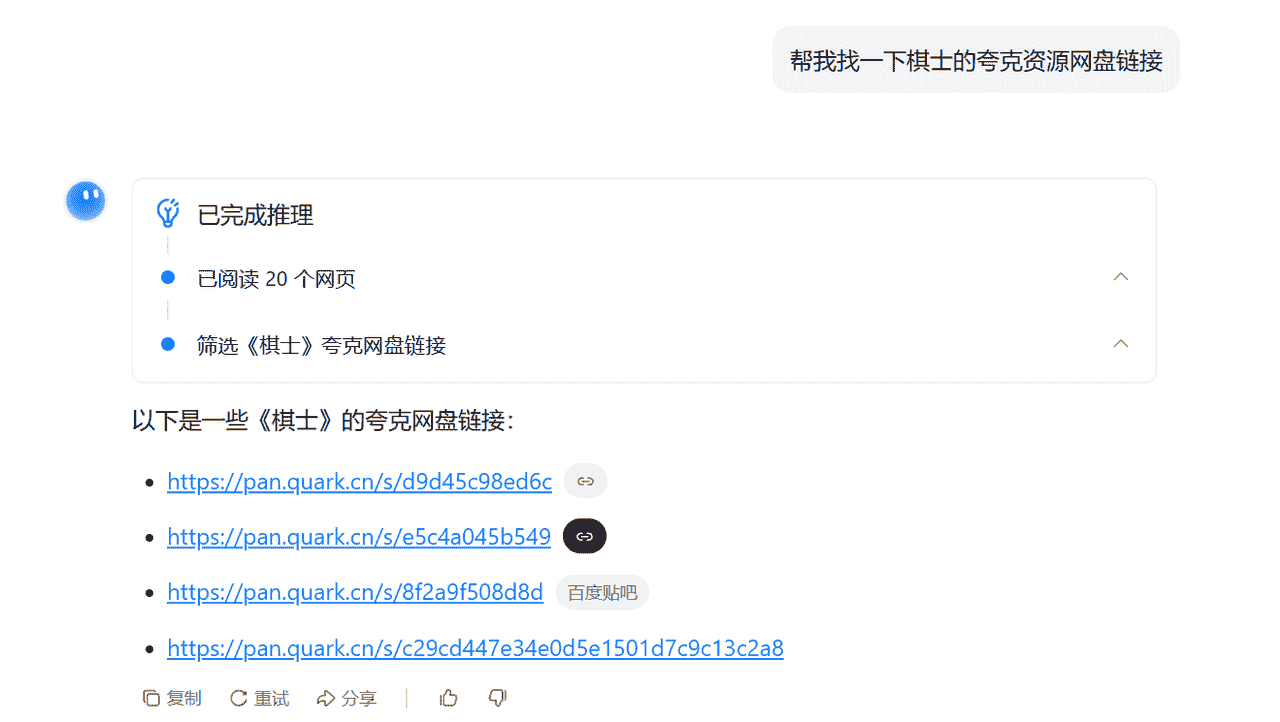 帮我找一下棋士的夸克资源网盘链接
已完成推理
已阅读 20 个网页
筛选《棋士》夸克网盘链接
以下是一些《棋士》的夸克网盘链接：
https://pan.quark.cn/s/d9d45c98ed6c
https://pan.quark.cn/s/e5c4a045b549
https://pan.quark.cn/s/8f2a9f508d8d 百度贴吧
https://pan.quark.cn/s/c29cd447e34e0d5e1501d7c9c13c2a8
复制 重试 分享